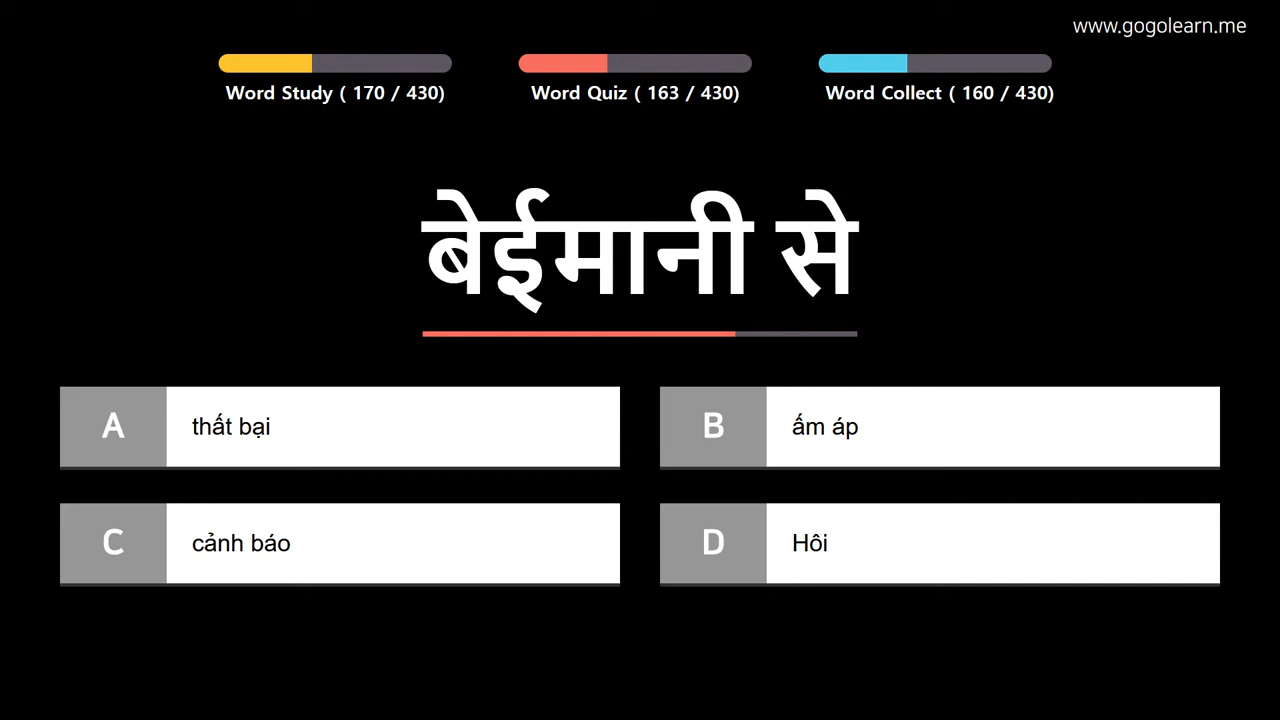 www.gogolearn.me
Word Study ( 170 / 430)
Word Quiz ( 163 / 430)
Word Collect ( 160 / 430)
बेईमानी से
A thất bại
B ấm áp
C cảnh báo
D Hôi